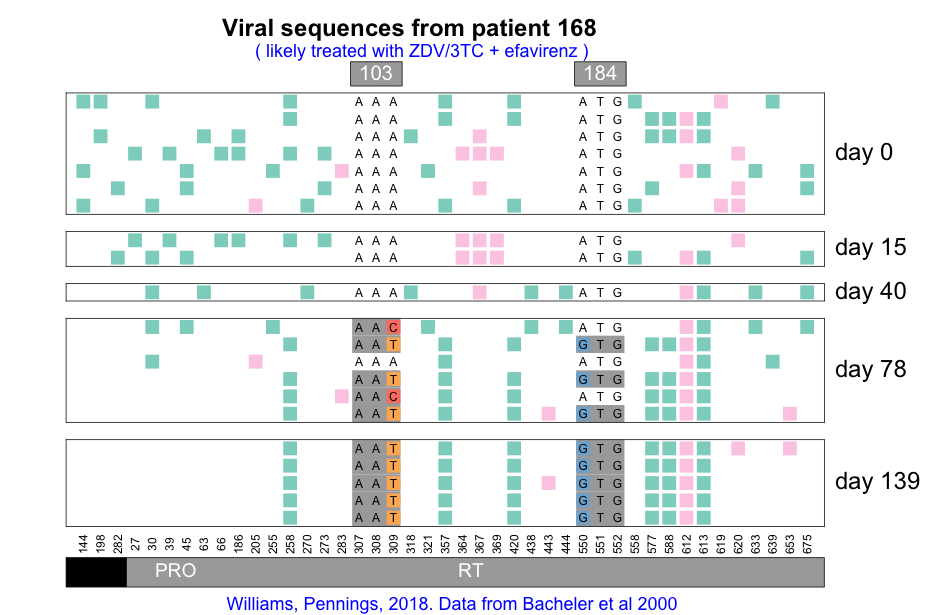 Viral sequences from patient 168
( likely treated with ZDV/3TC + efavirenz )
103 184
A A A A T G
A A A A T G
A A A A T G
A A A A T G
A A A A T G
A A A A T G
A A A A T G
day 0
A A A A T G
A A A A T G
day 15
A A A A T G
day 40
A A C A T G
A A T G T G
A A A A T G
A A T G T G
A A C A T G
A A T G T G
day 78
A A T G T G
A A T G T G
A A T G T G
A A T G T G
A A T G T G
day 139
144 198 282 27 30 39 45 63 66 186 205 258 270 273 283 307 308 309 318 321 357 364 367 369 420 438 443 444 550 551 552 558 577 588 612 613 619 620 633 639 653 675
PRO RT
Williams, Pennings, 2018. Data from Bacheler et al 2000